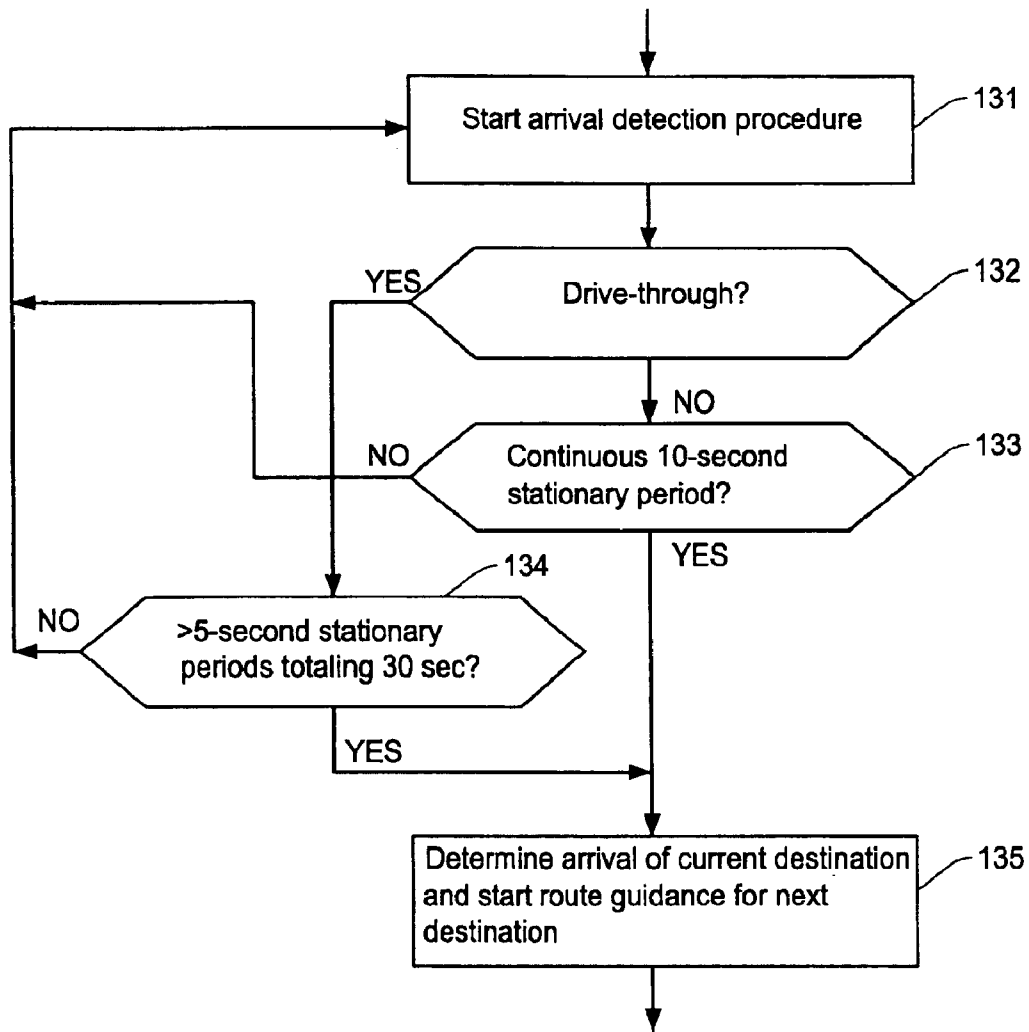 Start arrival detection procedure
131
YES
Drive-through?
132
NO
NO
Continuous 10-second
stationary period?
133
YES
134
NO
>5-second stationary
periods totaling 30 sec?
YES
Determine arrival of current destination
and start route guidance for next
destination
135